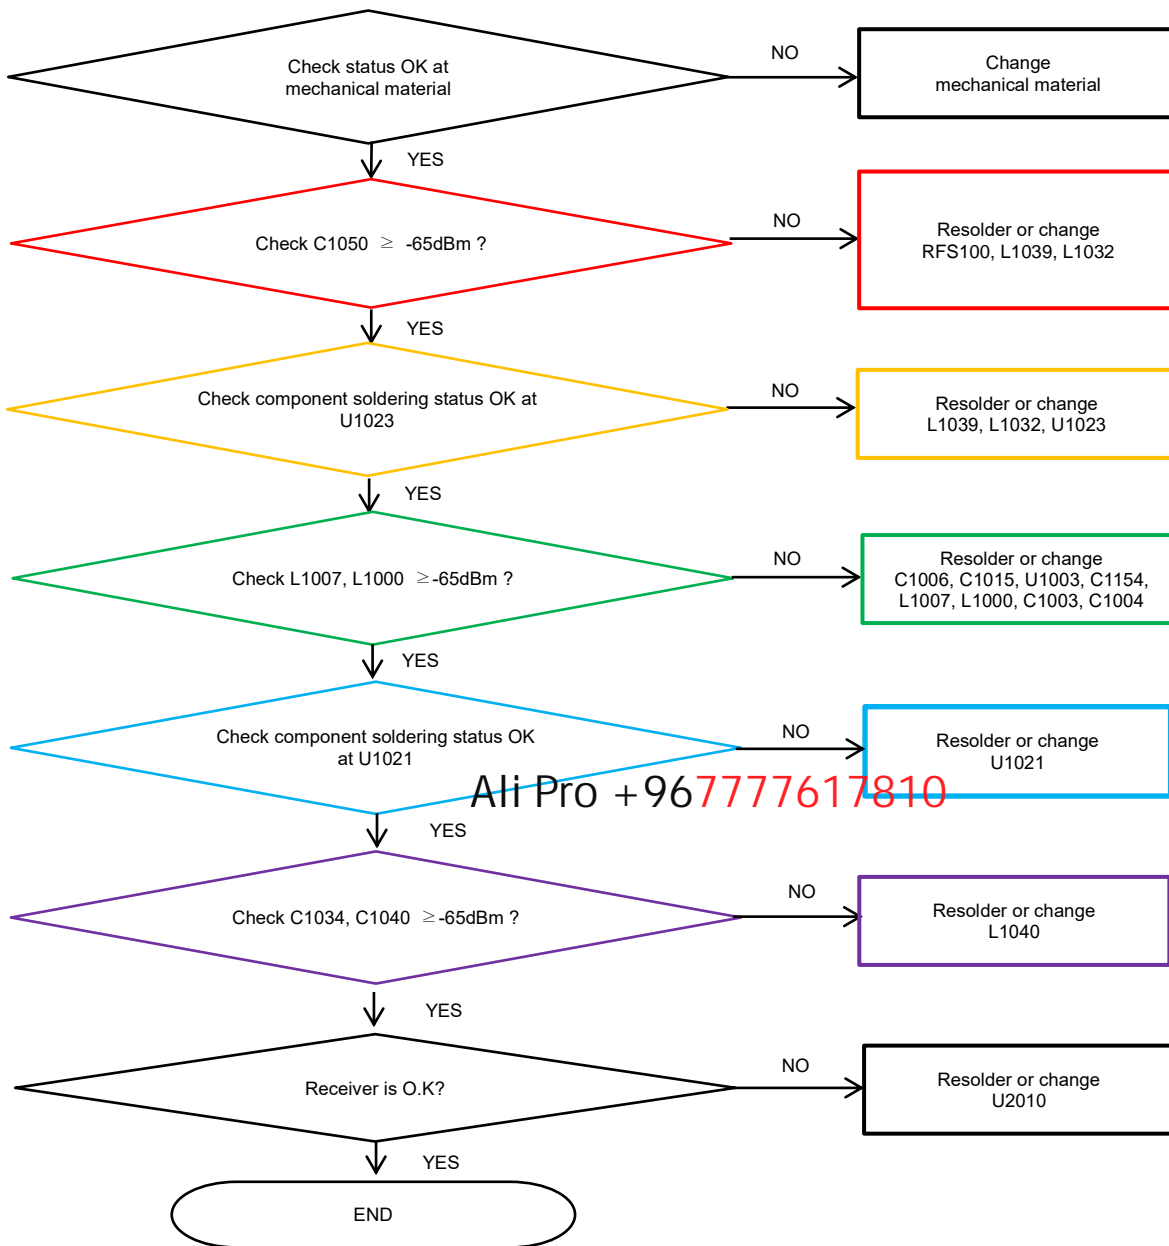 Check status OK at
mechanical material
NO
Change
mechanical material
YES
Check C1050 ≥ -65dBm ?
NO
Resolder or change
RFS100, L1039, L1032
YES
Check component soldering status OK at
U1023
NO
Resolder or change
L1039, L1032, U1023
YES
Check L1007, L1000 ≥-65dBm ?
NO
Resolder or change
C1006, C1015, U1003, C1154,
L1007, L1000, C1003, C1004
YES
Check component soldering status OK
at U1021
NO
Resolder or change
U1021
Ali Pro +967777617810
YES
Check C1034, C1040 ≥-65dBm ?
NO
Resolder or change
L1040
YES
Receiver is O.K?
NO
Resolder or change
U2010
YES
END